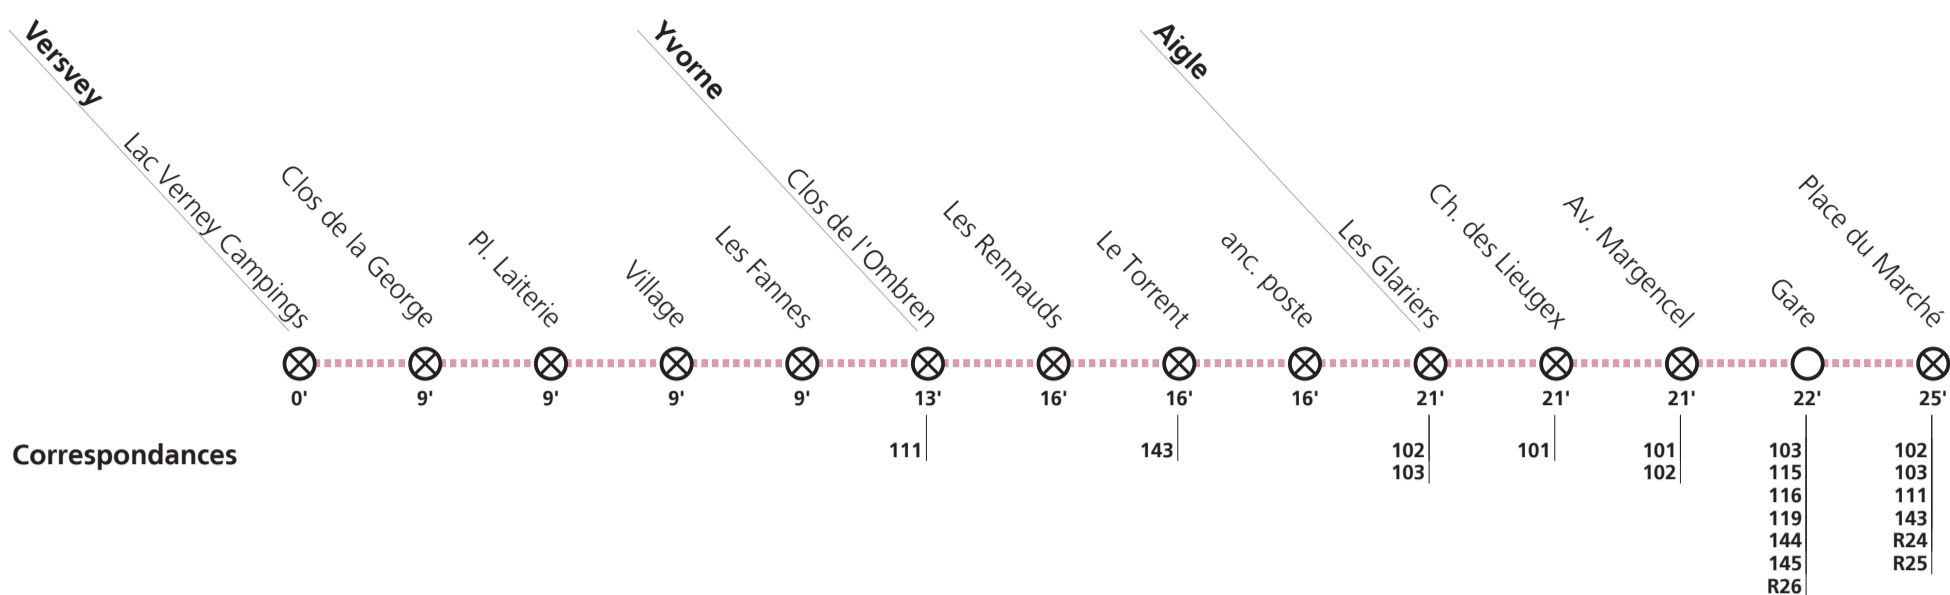 Versvey
Yvorne
Aigle
Lac Verney Campings
Clos de la George
Pl. Laiterie
Village
Les Fannes
Clos de l'Ombren
Les Rennauds
Le Torrent
anc. poste
Les Glariers
Ch. des Lieugex
Av. Margencel
Gare
Place du Marché
0' 9' 9' 9' 9' 13' 16' 16' 16' 21' 21' 21' 22' 25'
Correspondances
111 143 102 101 101 103 102
103 102 115 103
116 111
119 143
144 R24
145 R25
R26